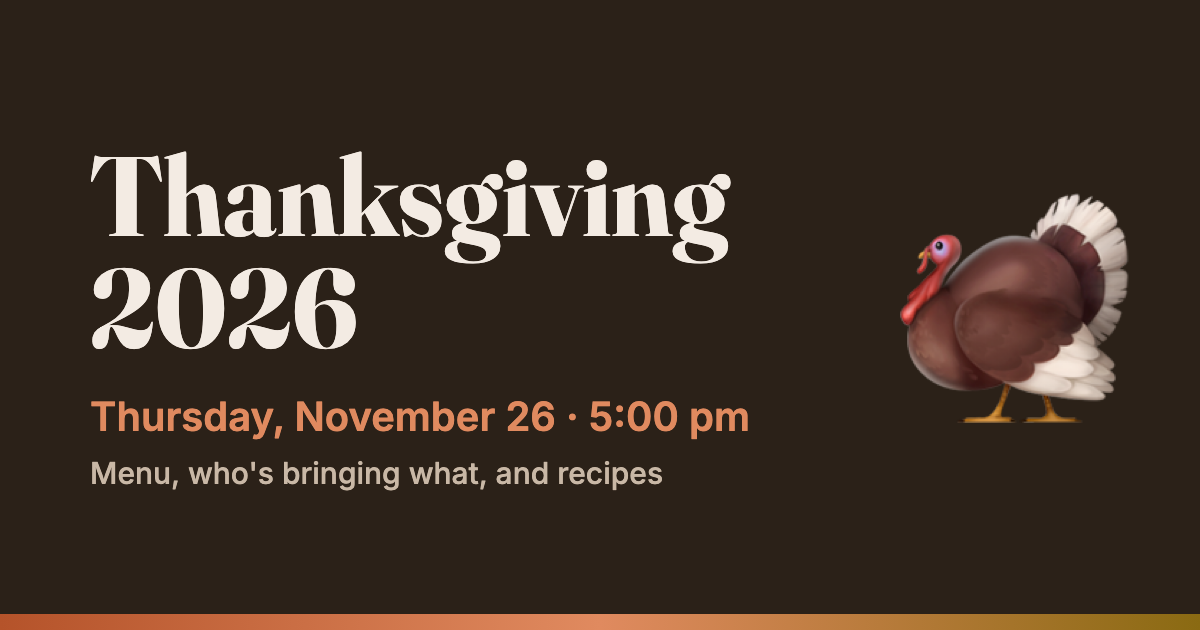 Thanksgiving
2026
Thursday, November 26 · 5:00 pm
Menu, who's bringing what, and recipes